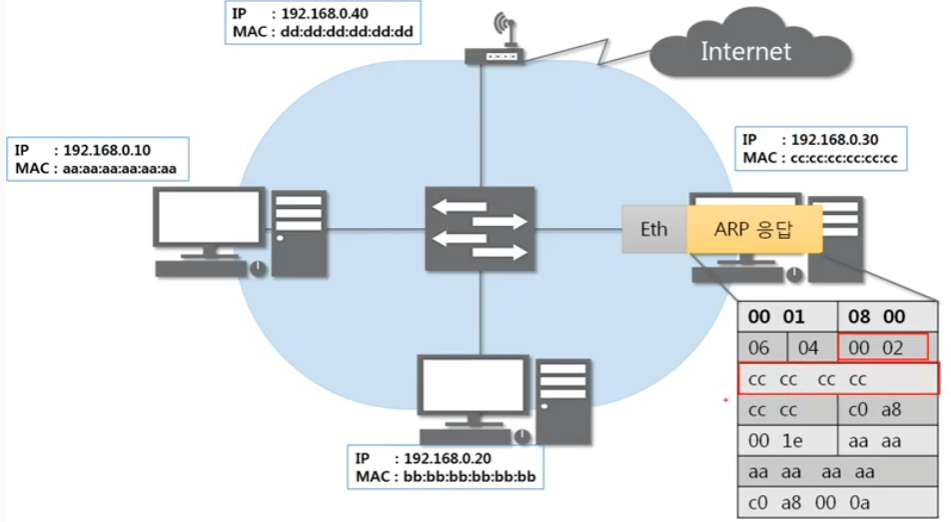 IP : 192.168.0.40
MAC : dd:dd:dd:dd:dd:dd
Internet
IP : 192.168.0.10
MAC : aa:aa:aa:aa:aa:aa
IP : 192.168.0.30
MAC : cc:cc:cc:cc:cc:cc
Eth ARP 응답
00 01 08 00
06 04 00 02
cc cc cc cc
cc cc c0 a8
00 1e aa aa
aa aa aa aa
c0 a8 00 0a
IP : 192.168.0.20
MAC : bb:bb:bb:bb:bb:bb